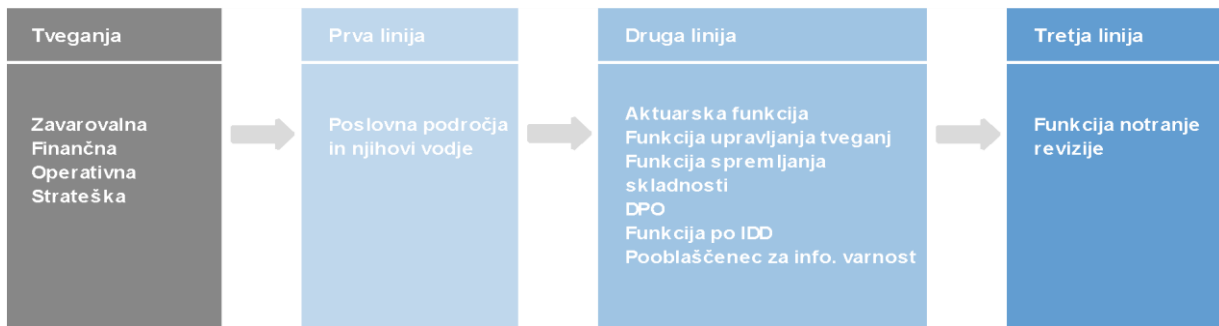 Tveganja
Zavarovalna
Finančna
Operativna
Strateška
Prva linija
Poslovna področja
in njihovi vodje
Druga linija
Aktuarska funkcija
Funkcija upravljanja tveganj
Funkcija spremljanja
skladnosti
DPO
Funkcija po IDD
Pooblaščenec za info. varnost
Tretja linija
Funkcija notranje
revizije